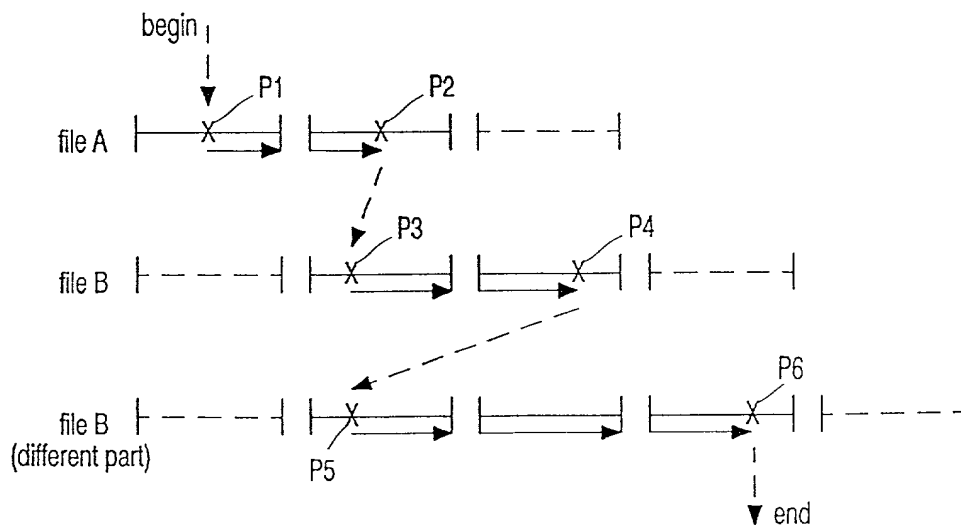 begin
P1
P2
file A
P3
P4
file B
P6
file B
(different part)
P5
end